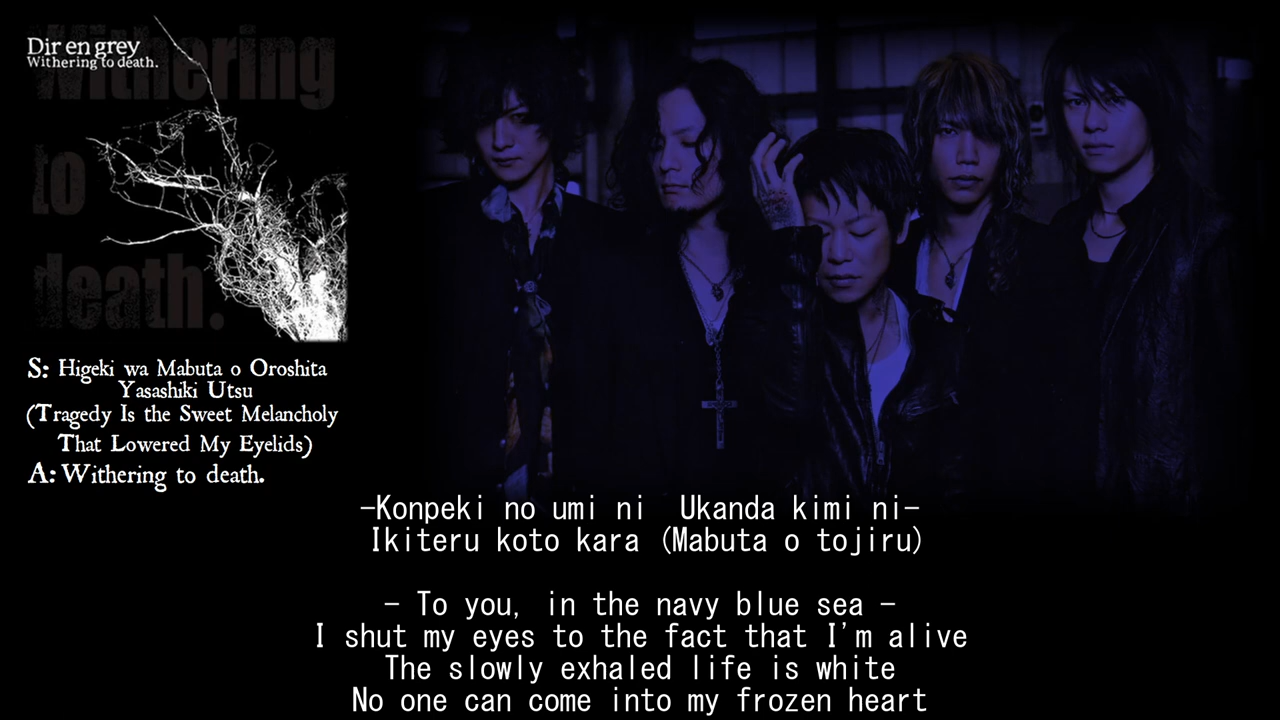 Dir en grey
Withering to death.
Withering
to
death.
S: Higeki wa Mabuta o Oroshita
Yasashiki Utsu
(Tragedy Is the Sweet Melancholy
That Lowered My Eyelids)
A: Withering to death.
-Konpeki no umi ni  Ukanda kimi ni-
Ikiteru koto kara (Mabuta o tojiru)
- To you, in the navy blue sea -
I shut my eyes to the fact that I'm alive
The slowly exhaled life is white
No one can come into my frozen heart